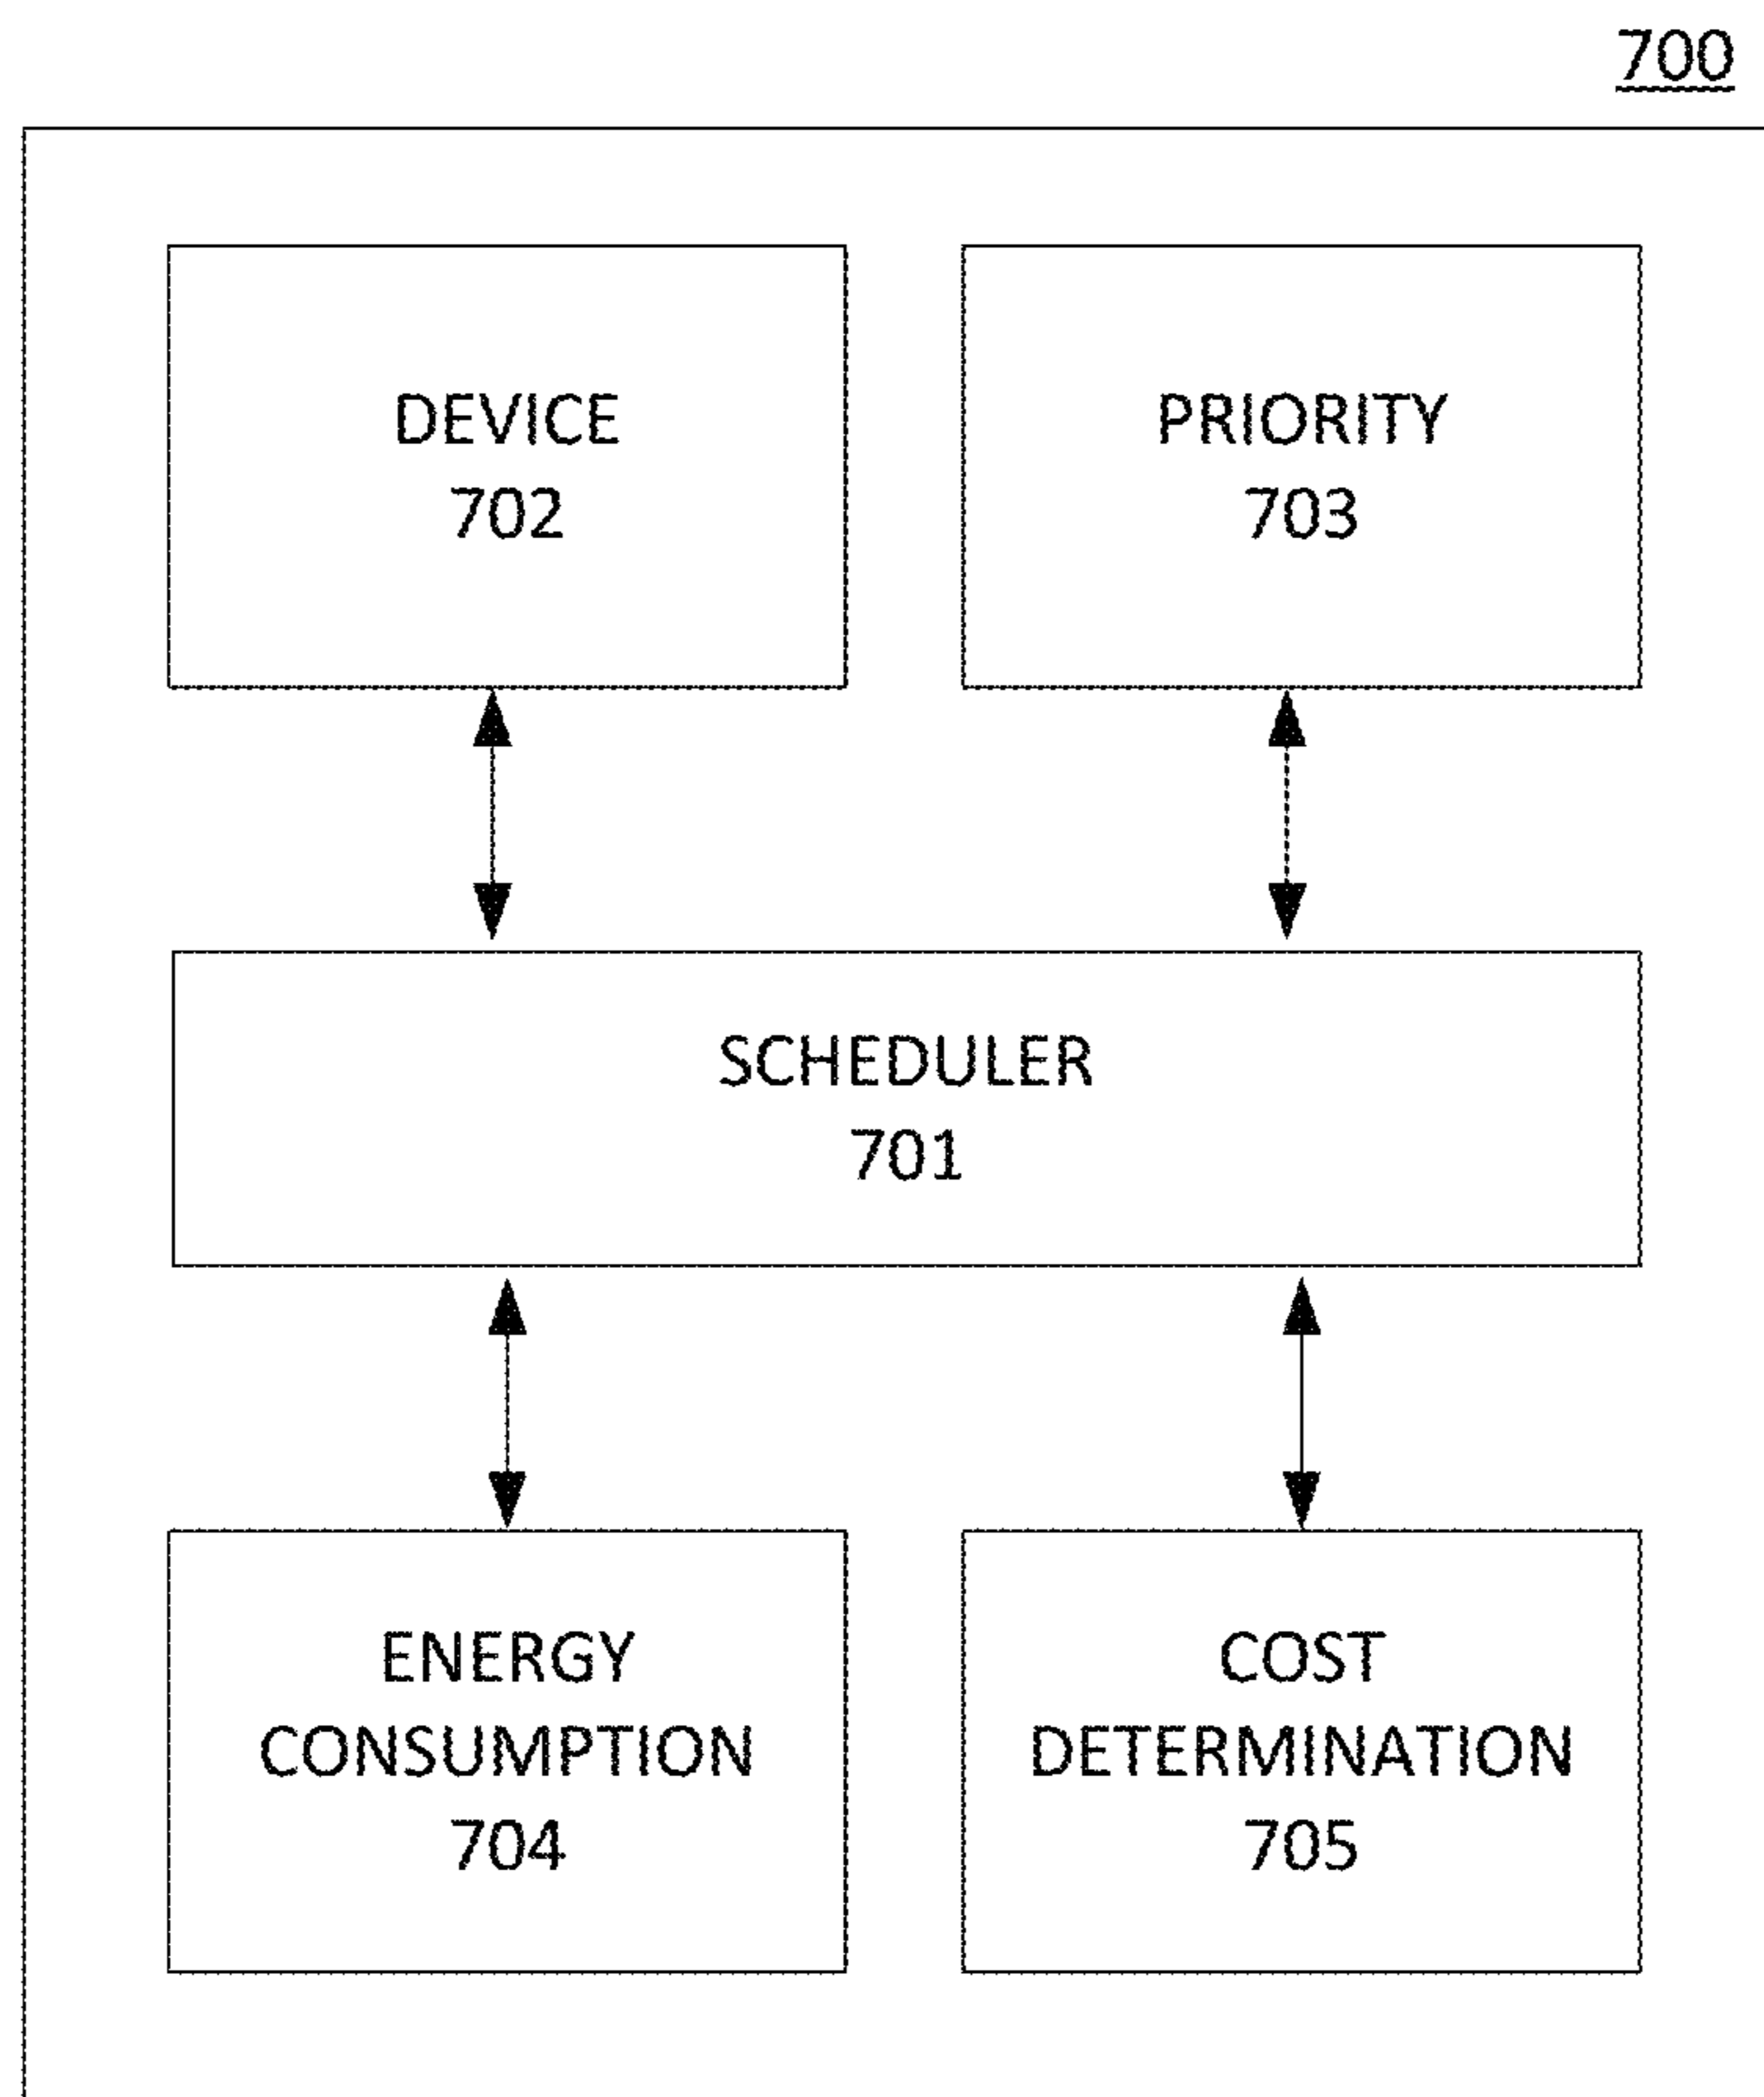 700
DEVICE
702
PRIORITY
703
SCHEDULER
701
ENERGY
CONSUMPTION
704
COST
DETERMINATION
705